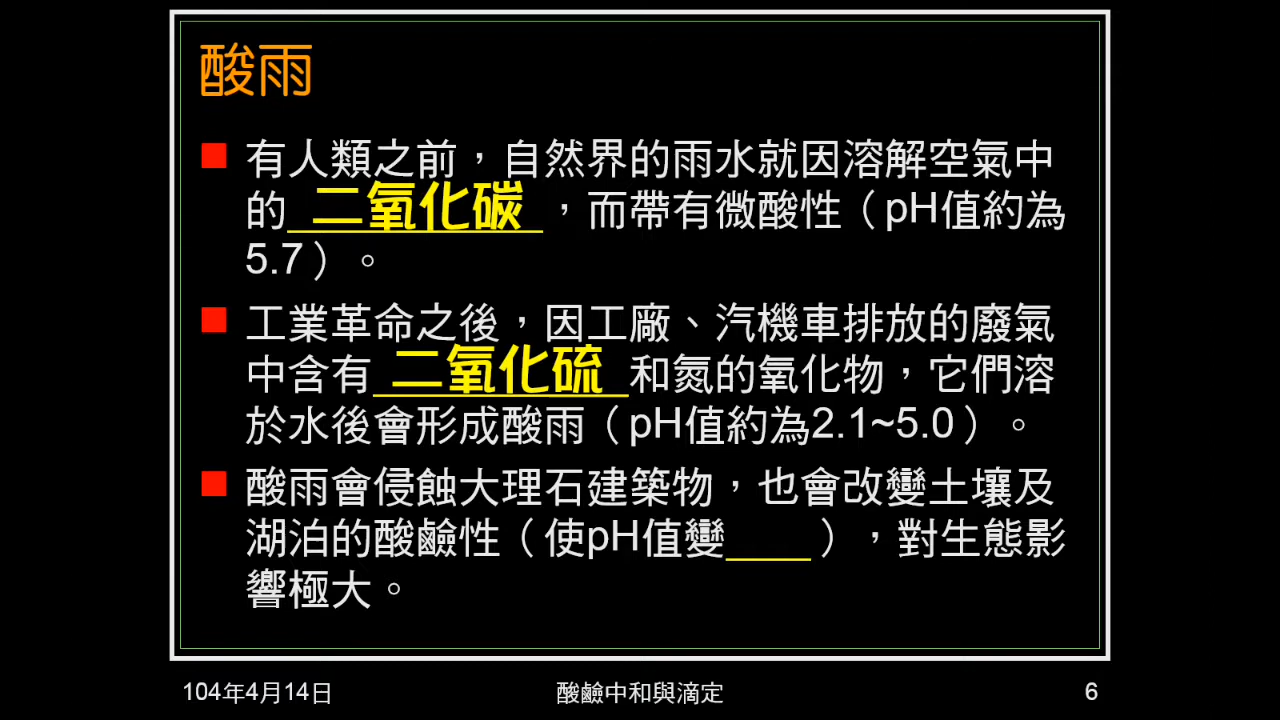 酸雨
有人類之前，自然界的雨水就因溶解空氣中
的 二氧化碳 ，而帶有微酸性（pH值約為
5.7）。
工業革命之後，因工廠、汽機車排放的廢氣
中含有 二氧化硫 和氮的氧化物，它們溶
於水後會形成酸雨（pH值約為2.1~5.0）。
酸雨會侵蝕大理石建築物，也會改變土壤及
湖泊的酸鹼性（使pH值變____），對生態影
響極大。
104年4月14日
酸鹼中和與滴定
6